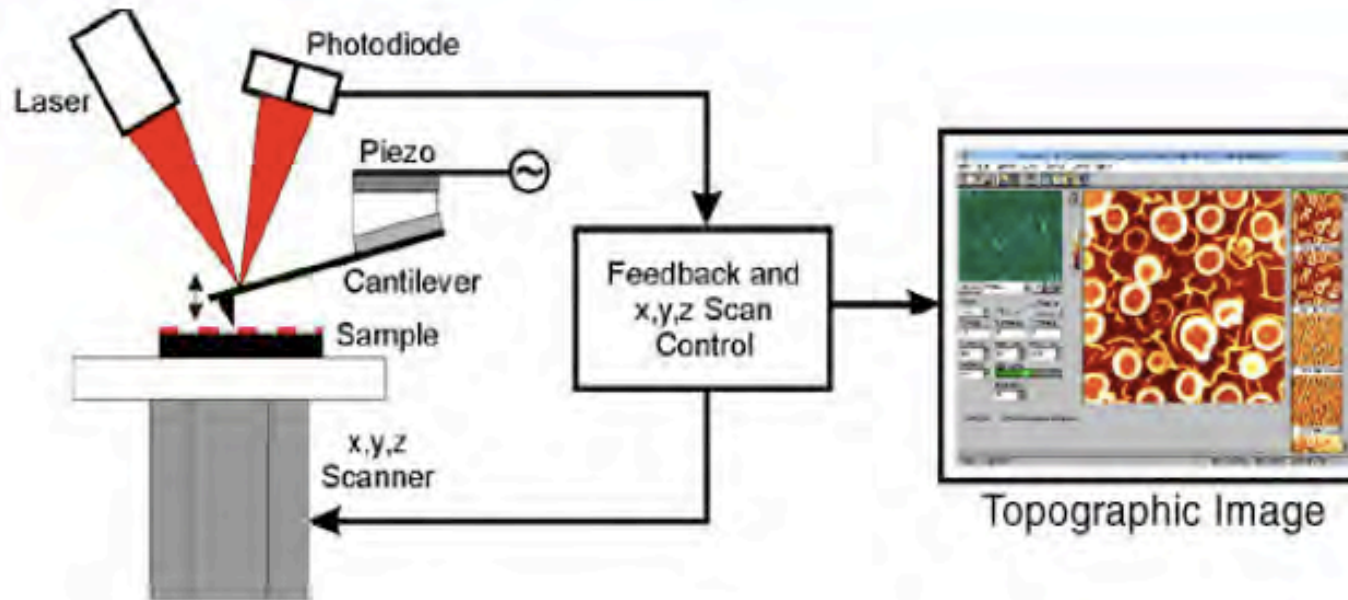 Photodiode
Laser
Piezo
~
Cantilever
Sample
Feedback and
x,y,z Scan
Control
x,y,z
Scanner
Topographic Image